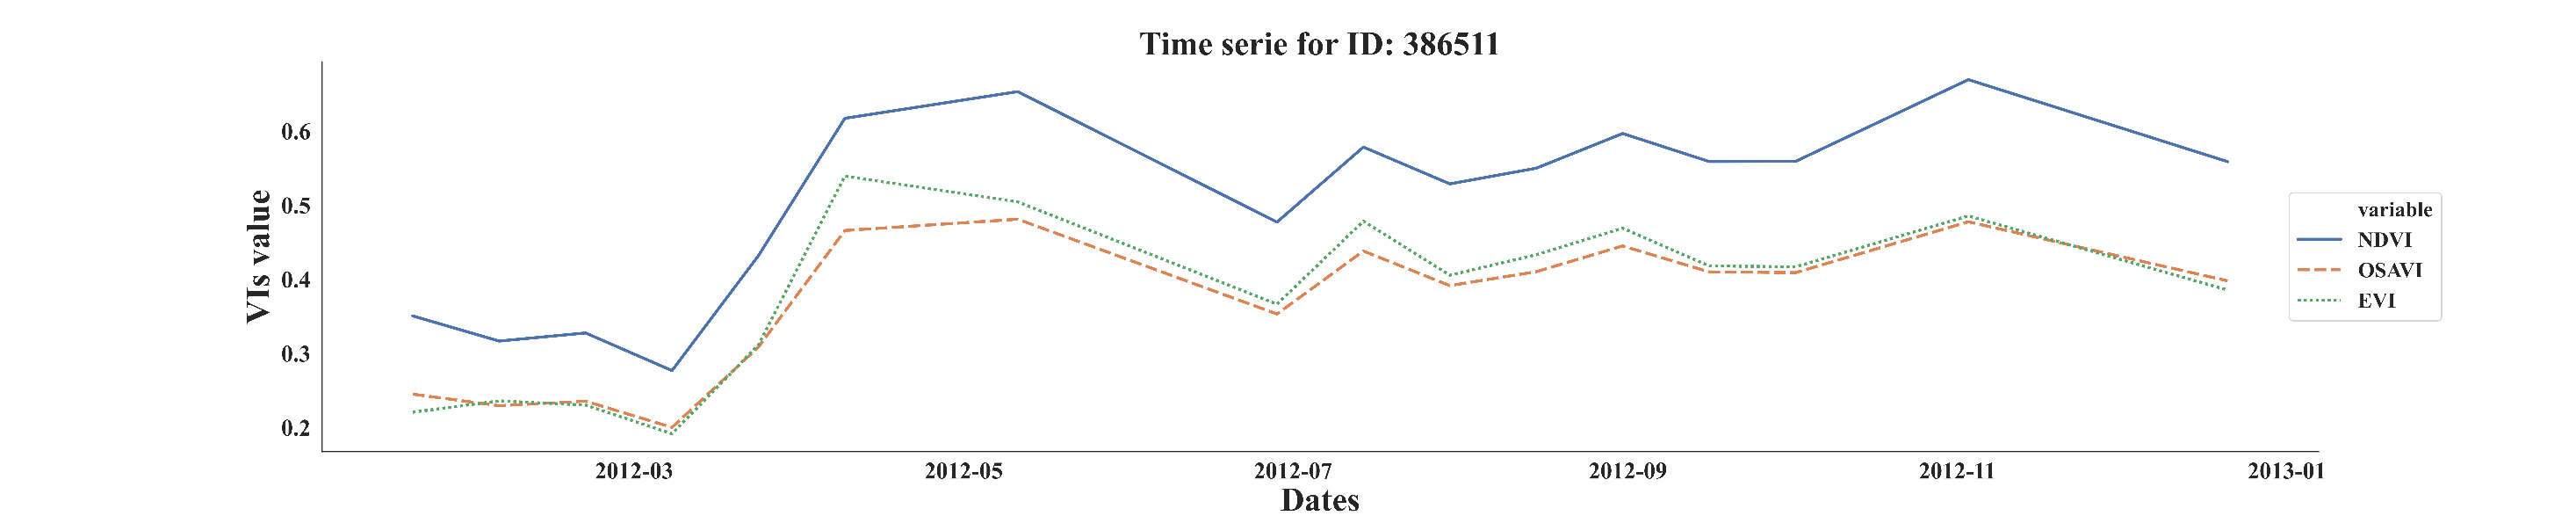 Time serie for ID: 386511
VIs value
0.6
0.5
0.4
0.3
0.2
2012-03 2012-05 2012-07 2012-09 2012-11 2013-01
Dates
variable
NDVI
OSAVI
EVI